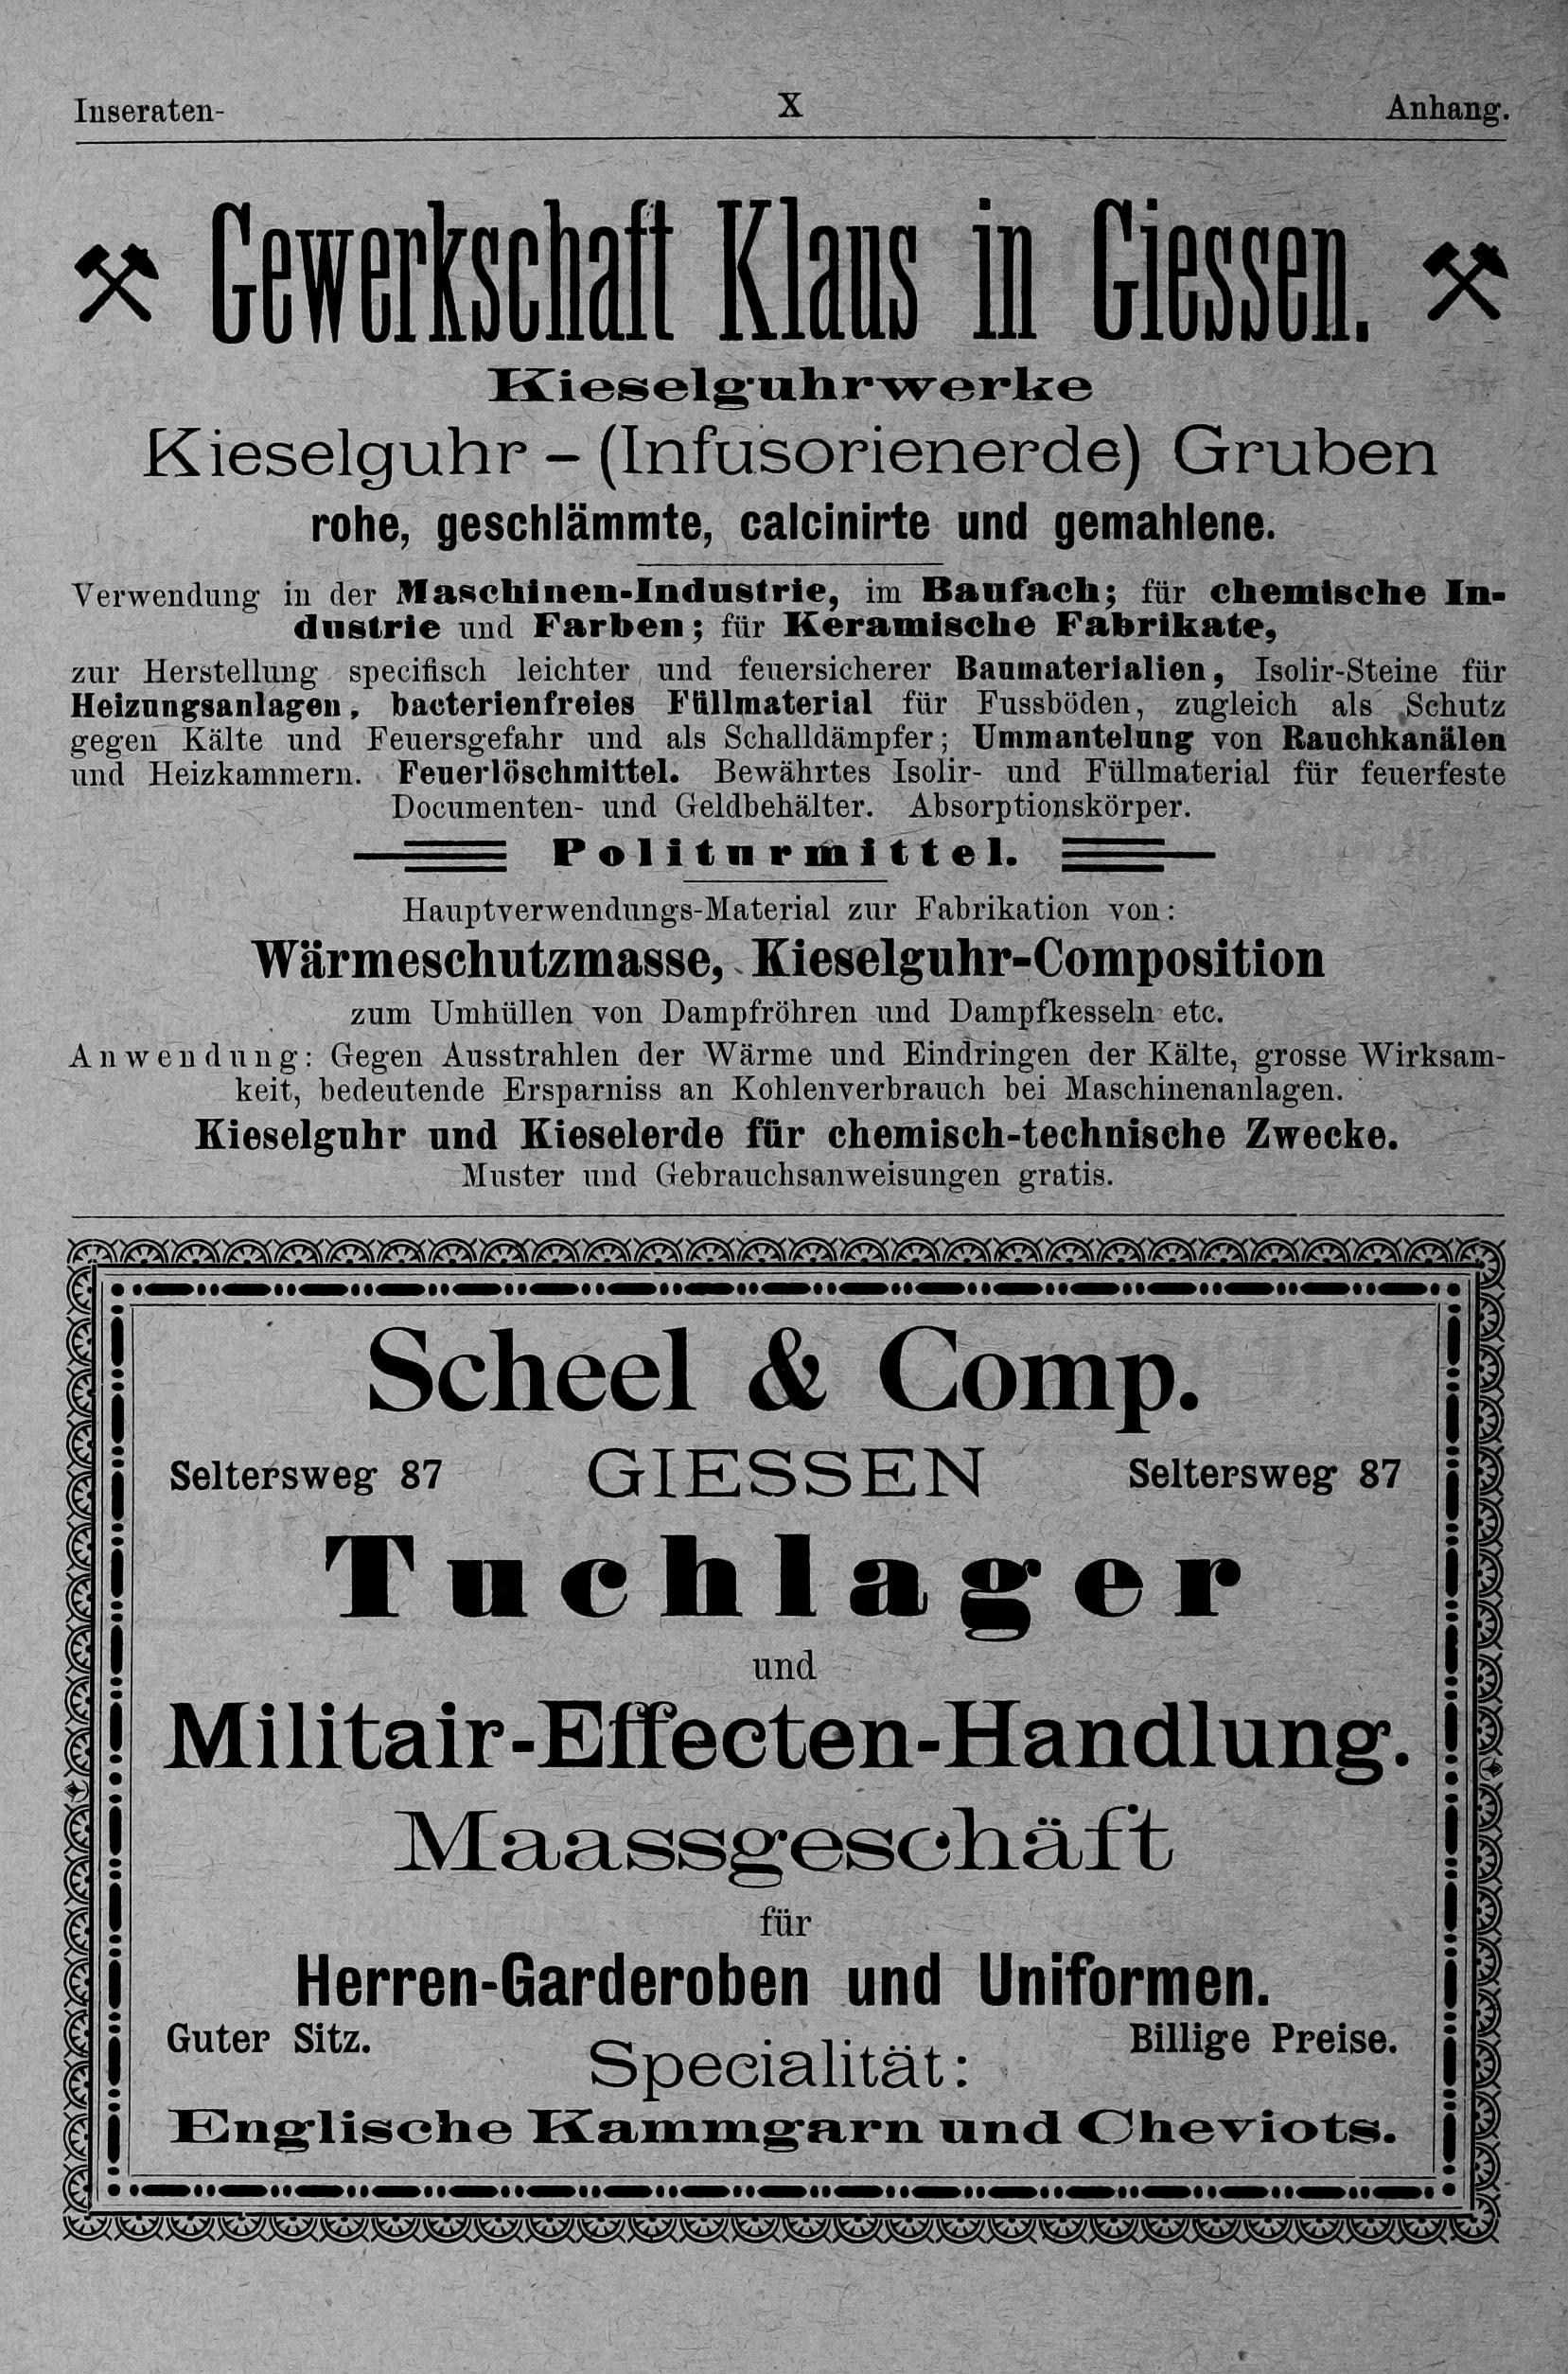 Inseraten- X Anhang.
Gewerkschaft Klaus in Giessen.
Kieselguhrwerke
Kieselguhr – (Infusorienerde) Gruben
rohe, geschlämmte, calcinirte und gemahlene.
Verwendung in der Maschinen-Industrie, im Baufach; für chemische In-
dustrie und Farben; für Keramische Fabrikate,
zur Herstellung specifisch leichter und feuersicherer Baumaterialien, Isolir-Steine für
Heizungsanlagen, bacterienfreies Füllmaterial für Fussböden, zugleich als Schutz
gegen Kälte und Feuersgefahr und als Schalldämpfer; Ummantelung von Rauchkanälen
und Heizkammern. Feuerlöschmittel. Bewährtes Isolir- und Füllmaterial für feuerfeste
Documenten- und Geldbehälter. Absorptionskörper.
Politurmittel.
Hauptverwendungs-Material zur Fabrikation von:
Wärmeschutzmasse, Kieselguhr-Composition
zum Umhüllen von Dampfröhren und Dampfkesseln etc.
Anwendung: Gegen Ausstrahlen der Wärme und Eindringen der Kälte, grosse Wirksam-
keit, bedeutende Ersparniss an Kohlenverbrauch bei Maschinenanlagen.
Kieselguhr und Kieselerde für chemisch-technische Zwecke.
Muster und Gebrauchsanweisungen gratis.
Scheel & Comp.
Seltersweg 87 GIESSEN Seltersweg 87
Tuchlager
und
Militair-Effecten-Handlung.
Maassgeschäft
für
Herren-Garderoben und Uniformen.
Guter Sitz. Billige Preise.
Specialität:
Englische Kammgarn und Cheviots.